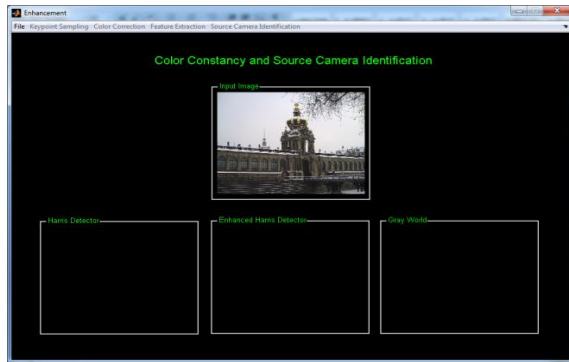 Enhancement
File Keypoint Sampling Color Correction Feature Extraction Source Camera Identification
Color Constancy and Source Camera Identification
Input Image
Harris Detector
Enhanced Harris Detector
Gray World